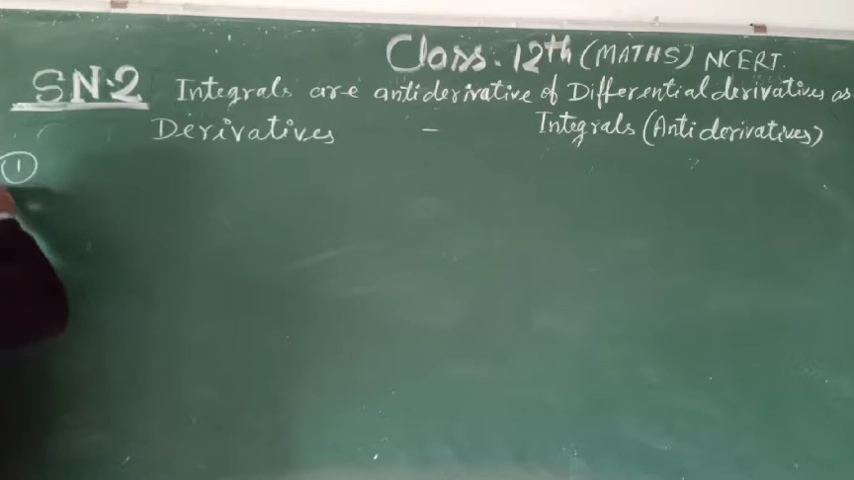 Class. 12th (MATHS) NCERT.
SN.2 Integrals are antiderivative of Differential derivatives as
Derivatives - Integrals (Anti derivatives)
①